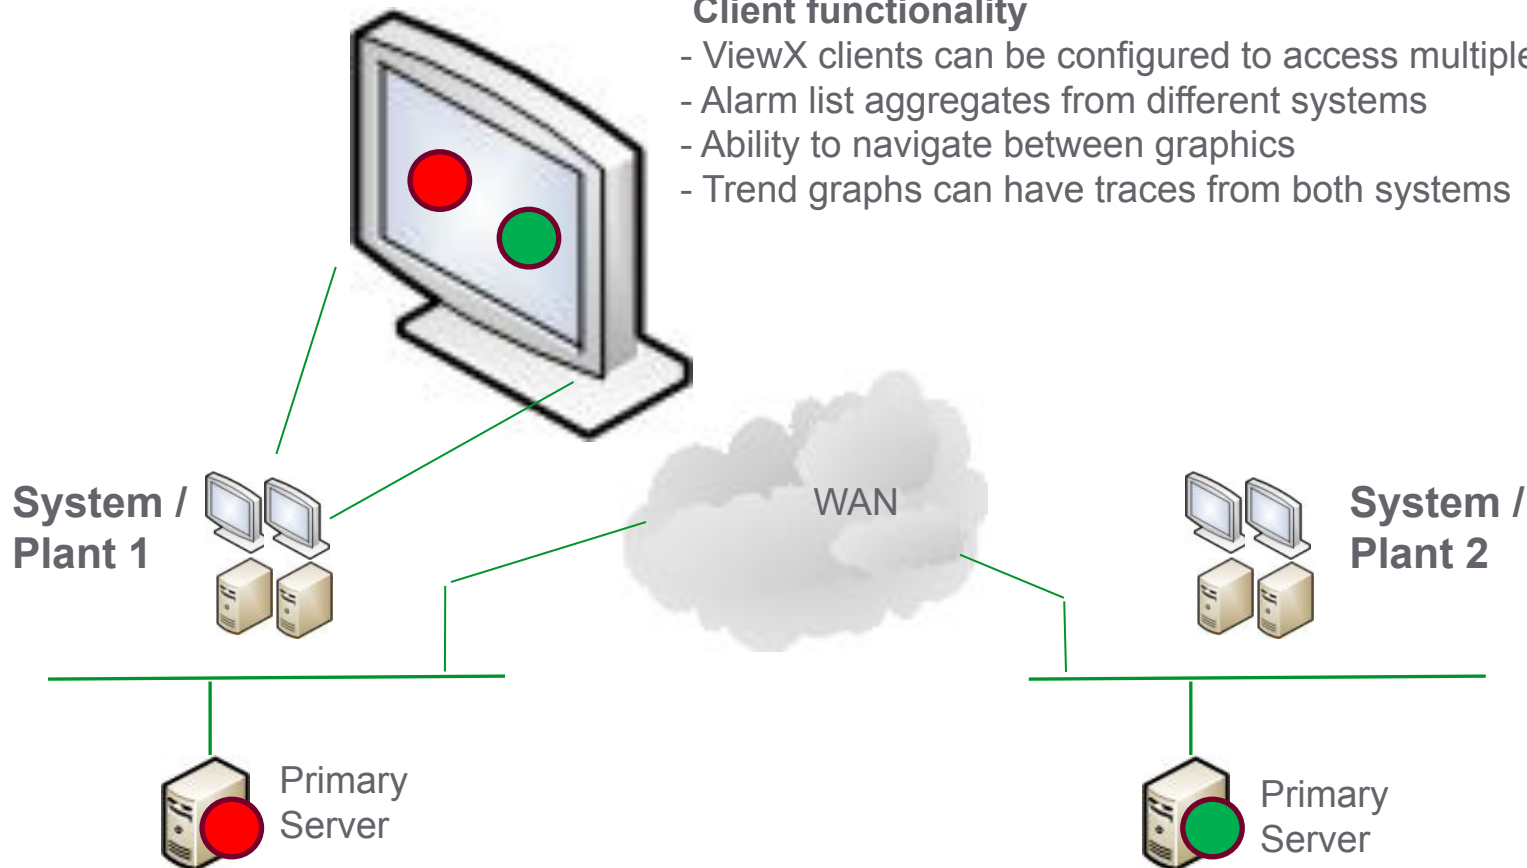 Client functionality
- ViewX clients can be configured to access multiple
- Alarm list aggregates from different systems
- Ability to navigate between graphics
- Trend graphs can have traces from both systems
WAN
System /
Plant 1
System /
Plant 2
Primary
Server
Primary
Server